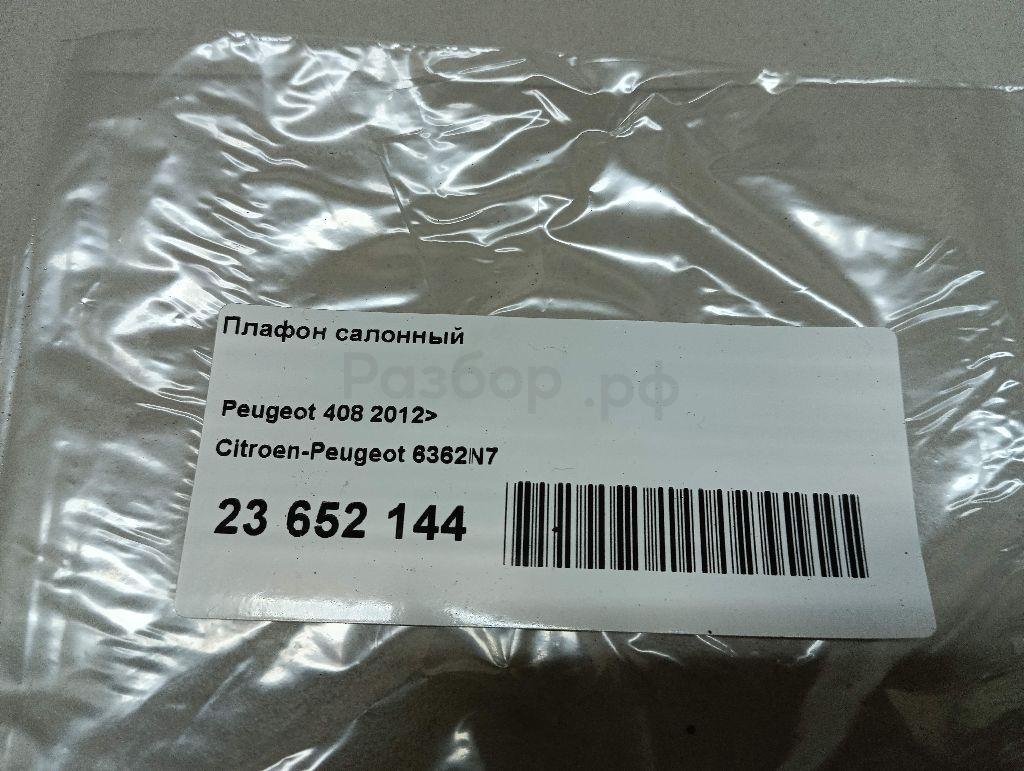 Плафон салонный
Разбор.рф
Peugeot 408 2012>
Citroen-Peugeot 6362N7
23 652 144